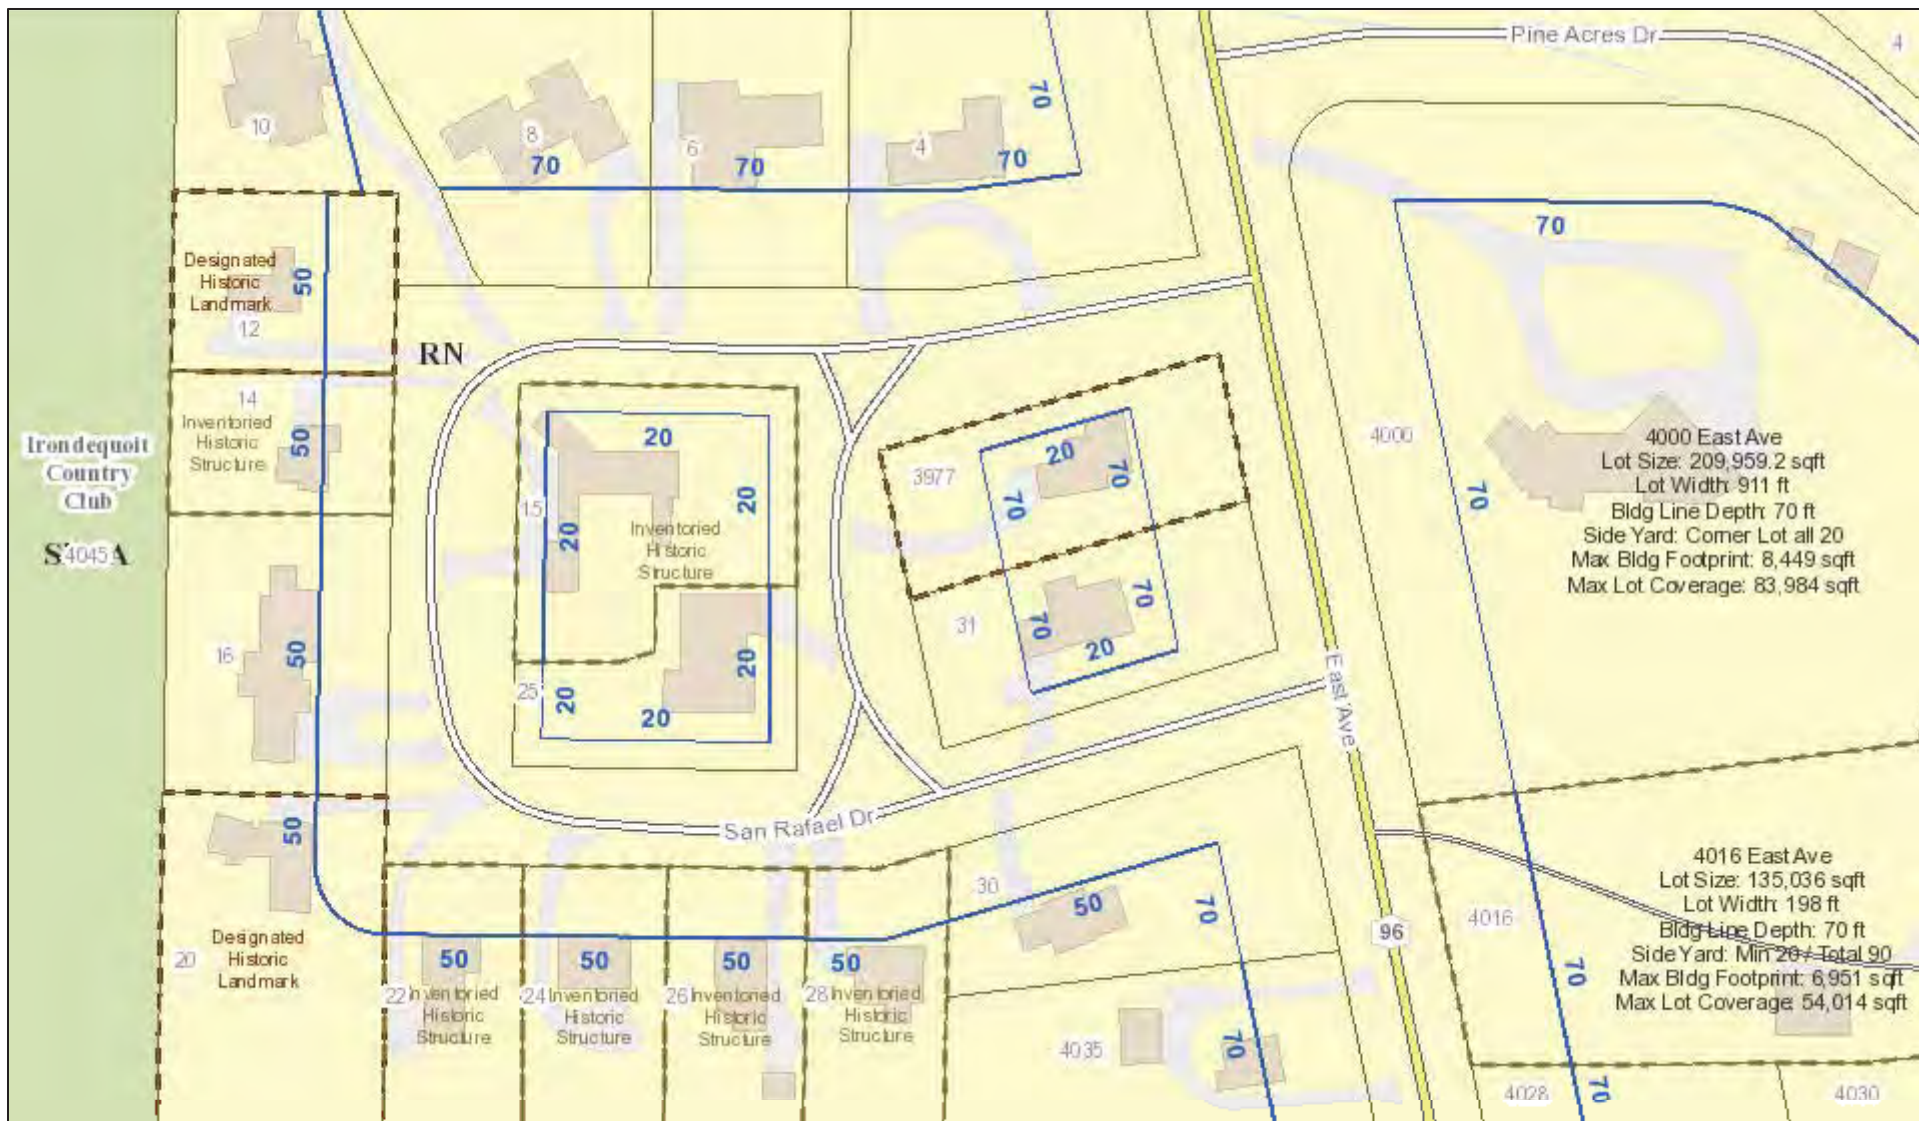 Pine Acres Dr
4
10
8
70
6
70
4
70
70
70
Designated
Historic
Landmark
12
50
RN
14
Inventoried
Historic
Structure
50
Irondequoit
Country
Club
4045
16
50
15
20
20
20
Inventoried
Historic
Structure
25
20
20
20
3977
20
70
70
31
70
70
20
4000
70
4000 East Ave
Lot Size: 209,959.2 sqft
Lot Width: 911 ft
Bldg Line Depth: 70 ft
Side Yard: Corner Lot all 20
Max Bldg Footprint: 8,449 sqft
Max Lot Coverage: 83,984 sqft
East Ave
San Rafael Dr
50
20
Designated
Historic
Landmark
22 Inventoried
Historic
Structure
50
24 Inventoried
Historic
Structure
50
26 Inventoried
Historic
Structure
50
28 Inventoried
Historic
Structure
50
30
50
70
96
4016
70
4016 East Ave
Lot Size: 135,036 sqft
Lot Width: 198 ft
Bldg Line Depth: 70 ft
Side Yard: Min 20 / Total 90
Max Bldg Footprint: 6,951 sqft
Max Lot Coverage: 54,014 sqft
4035
70
4028
70
4030